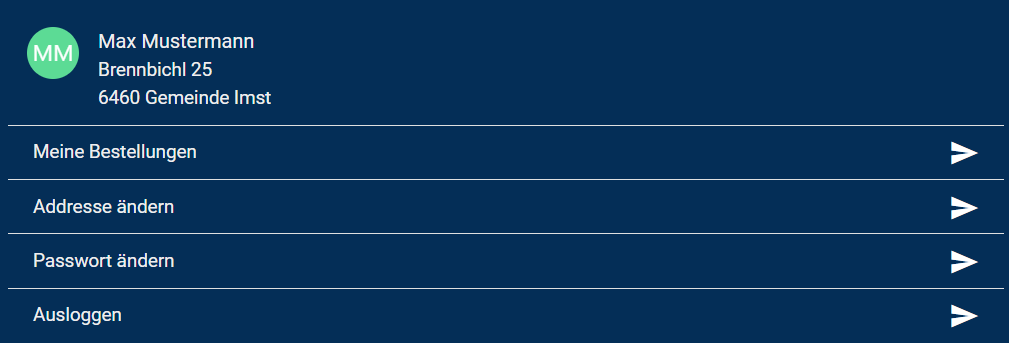 MM
Max Mustermann
Brennbichl 25
6460 Gemeinde Imst
Meine Bestellungen
Addresse ändern
Passwort ändern
Ausloggen